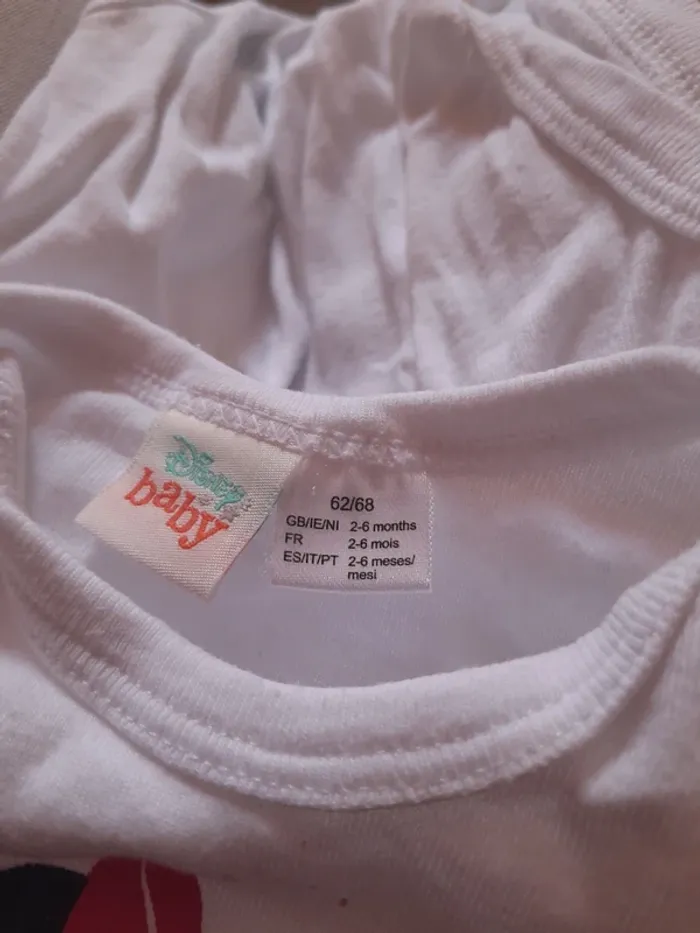 Disney
baby
62/68
GB/IE/NI 2-6 months
FR 2-6 mois
ES/IT/PT 2-6 meses/
mesi